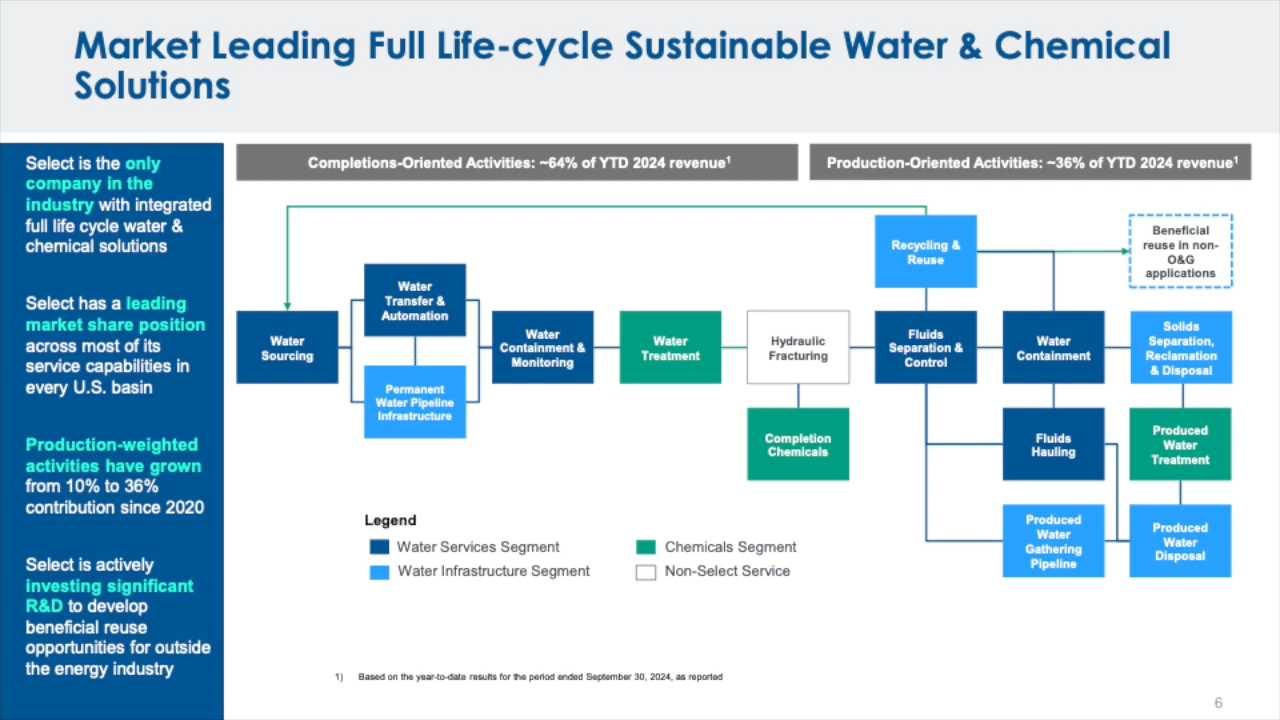 Market Leading Full Life-cycle Sustainable Water & Chemical
Solutions
Select is the only
company in the
industry with integrated
full life cycle water &
chemical solutions
Select has a leading
market share position
across most of its
service capabilities in
every U.S. basin
Production-weighted
activities have grown
from 10% to 36%
contribution since 2020
Select is actively
investing significant
R&D to develop
beneficial reuse
opportunities for outside
the energy industry
Completions-Oriented Activities: ~64% of YTD 2024 revenue¹
Production-Oriented Activities: ~36% of YTD 2024 revenue¹
Water
Sourcing
Water
Transfer &
Automation
Permanent
Water Pipeline
Infrastructure
Water
Containment &
Monitoring
Water
Treatment
Hydraulic
Fracturing
Completion
Chemicals
Recycling &
Reuse
Beneficial
reuse in non-
O&G
applications
Fluids
Separation &
Control
Water
Containment
Solids
Separation,
Reclamation
& Disposal
Fluids
Hauling
Produced
Water
Treatment
Produced
Water
Gathering
Pipeline
Produced
Water
Disposal
Legend
Water Services Segment
Chemicals Segment
Water Infrastructure Segment
Non-Select Service
1) Based on the year-to-date results for the period ended September 30, 2024, as reported
6